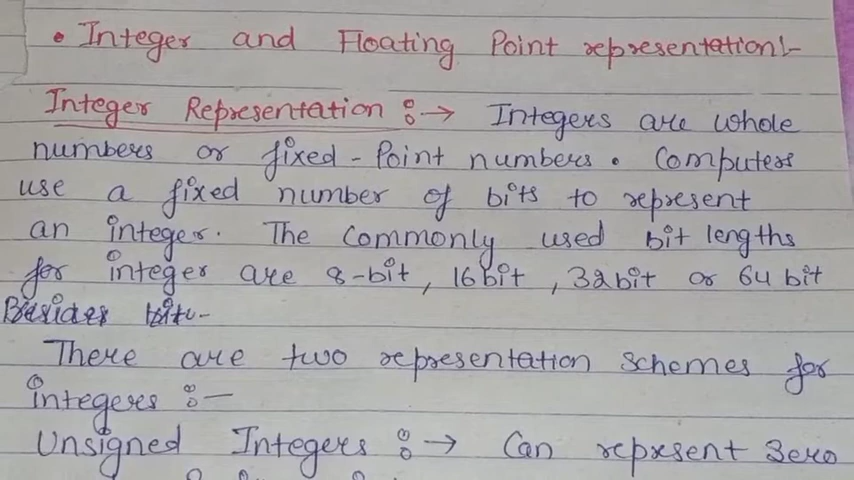 • Integer and Floating Point representation:-
Integer Representation :→ Integers are whole
numbers or fixed-Point numbers. Computers
use a fixed number of bits to represent
an integer. The commonly used bit lengths
for integer are 8-bit, 16bit, 32bit or 64 bit
There are two representation schemes for
integers :-
Unsigned Integers :→ Can represent zero